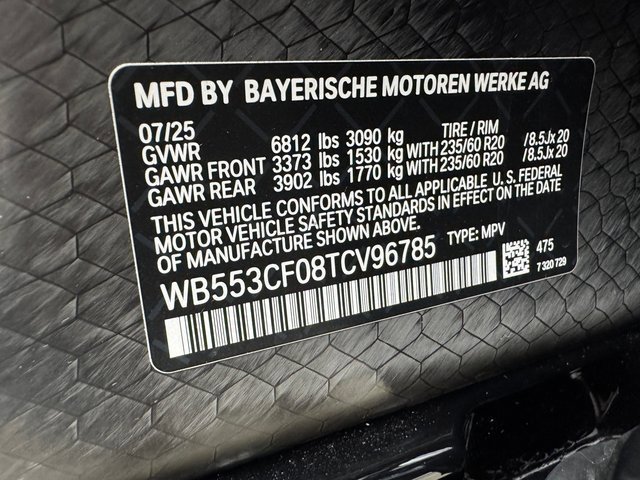 MFD BY BAYERISCHE MOTOREN WERKE AG
07/25 TIRE / RIM
GVWR 6812 lbs 3090 kg
GAWR FRONT 3373 lbs 1530 kg WITH 235/60 R20 /8.5Jx 20
GAWR REAR 3902 lbs 1770 kg WITH 235/60 R20 /8.5Jx 20
THIS VEHICLE CONFORMS TO ALL APPLICABLE U. S. FEDERAL
MOTOR VEHICLE SAFETY STANDARDS IN EFFECT ON THE DATE
OF MANUFACTURE SHOWN ABOVE.
WB553CF08TCV96785 TYPE: MPV 475
7 320 729